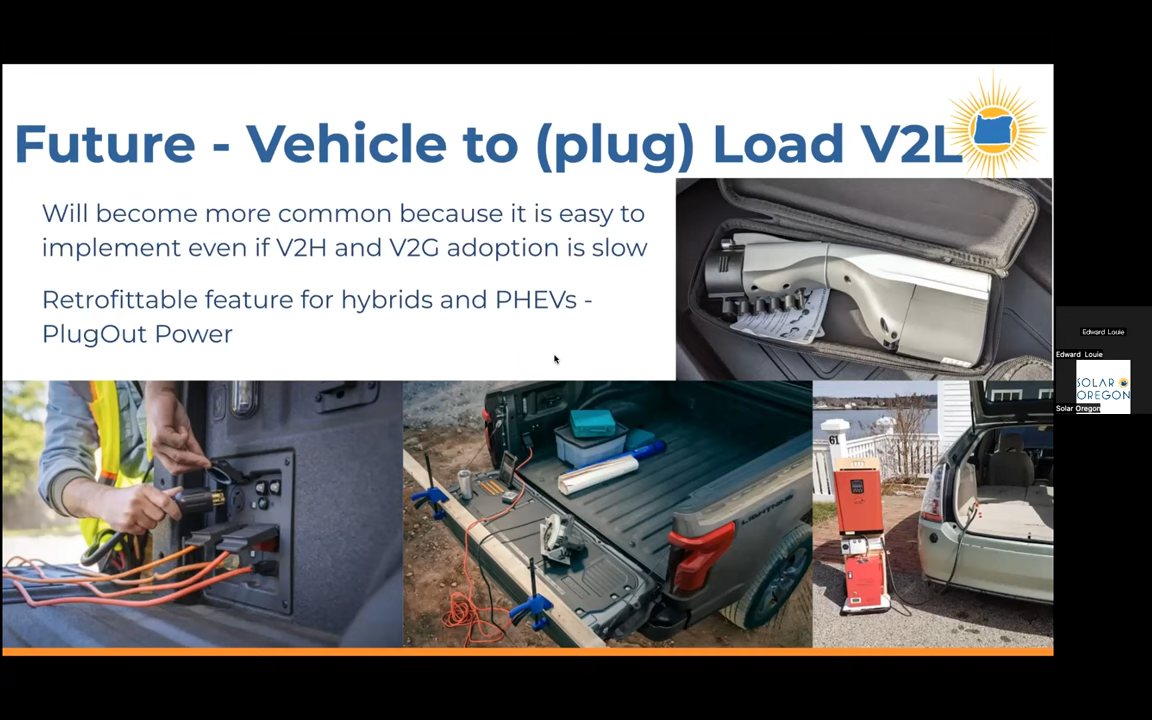 Future - Vehicle to (plug) Load V2L
Will become more common because it is easy to
implement even if V2H and V2G adoption is slow
Retrofittable feature for hybrids and PHEVs -
PlugOut Power
LIGHTNING
61
Edward Louie
Edward Louie
SOLAR
OREGON
Solar Oregon